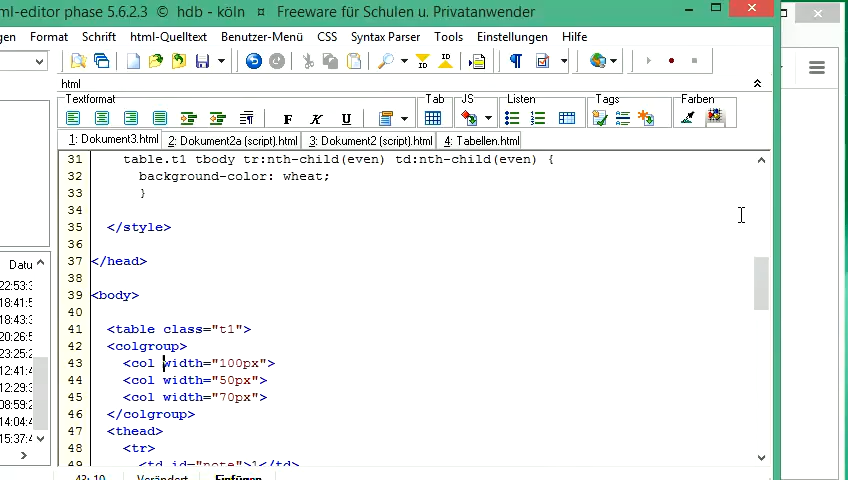 ml-editor phase 5.6.2.3 © hdb - köln ¤ Freeware für Schulen u. Privatanwender
gen Format Schrift html-Quelltext Benutzer-Menü CSS Syntax Parser Tools Einstellungen Hilfe
html
Textformat Tab JS Listen Tags Farben
F K U
1: Dokument3.html 2: Dokument2a (script).html 3: Dokument2 (script).html 4: Tabellen.html
31 table.t1 tbody tr:nth-child(even) td:nth-child(even) {
32 background-color: wheat;
33 }
34
35 </style>
36
37 </head>
38
39 <body>
40
41 <table class="t1">
42 <colgroup>
43 <col width="100px">
44 <col width="50px">
45 <col width="70px">
46 </colgroup>
47 <thead>
48 <tr>
49 <td id="note">1</td>
Datu
22:53:3
18:41:5
18:43:3
20:26:5
23:25:2
12:41:4
12:29:3
08:59:2
14:04:4
15:37:4
43: 10 Verändert Einfügen